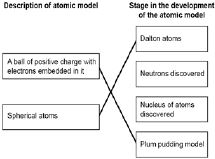 Description of atomic model
Stage in the development
of the atomic model
A ball of positive charge with
electrons embedded in it
Spherical atoms
Dalton atoms
Neutrons discovered
Nucleus of atoms
discovered
Plum pudding model